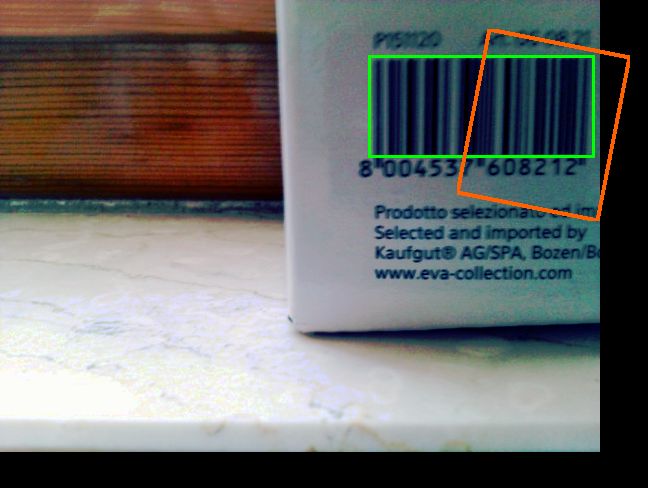 P151120
8 004537 608212
Prodotto selezionato ed im
Selected and imported by
Kaufgut® AG/SPA, Bozen/Bo
www.eva-collection.com